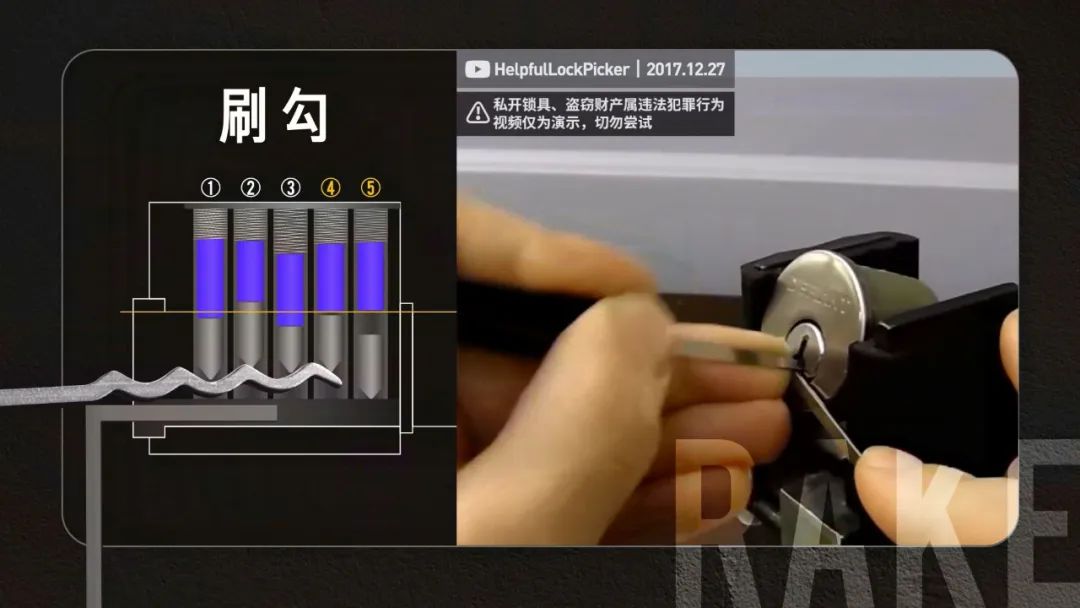 刷勾
① ② ③ ④ ⑤
HelpfulLockPicker | 2017.12.27
私开锁具、盗窃财产属违法犯罪行为
视频仅为演示，切勿尝试
RAKE